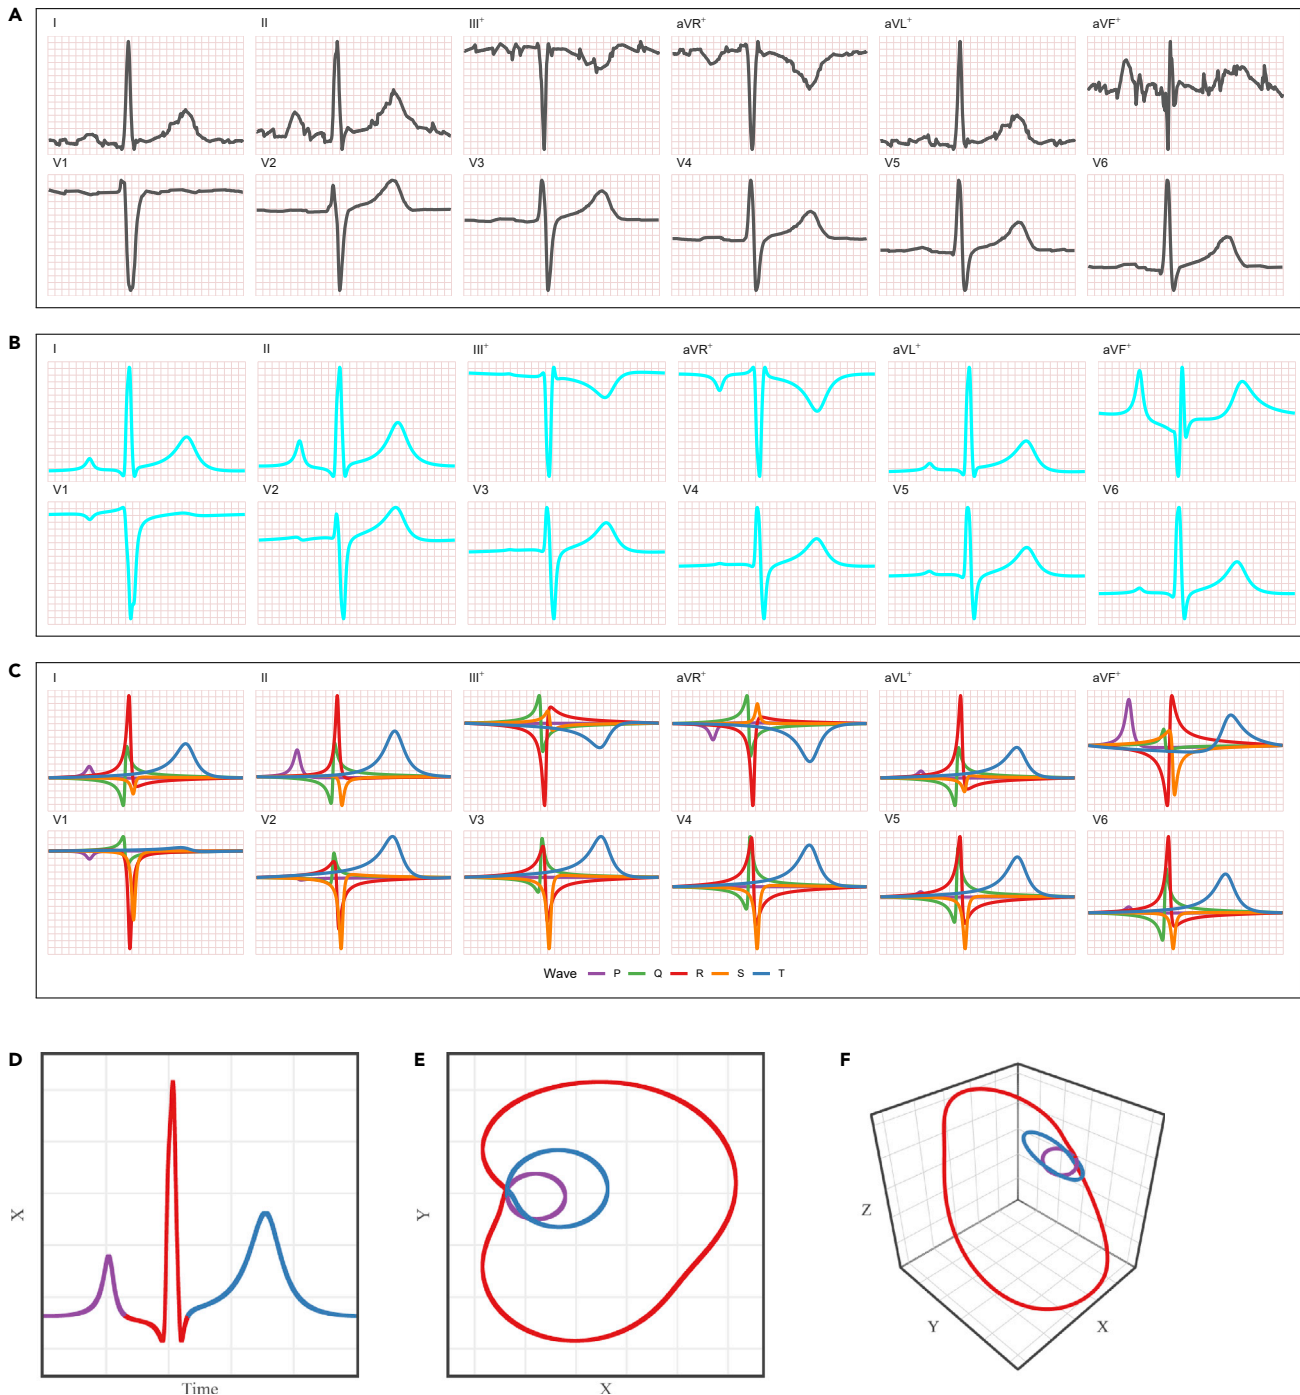 A
I II III+ aVR+ aVL+ aVF+
V1 V2 V3 V4 V5 V6
B
I II III+ aVR+ aVL+ aVF+
V1 V2 V3 V4 V5 V6
C
I II III+ aVR+ aVL+ aVF+
V1 V2 V3 V4 V5 V6
Wave P Q R S T
D
X
Time
E
Y
X
F
Z
Y
X